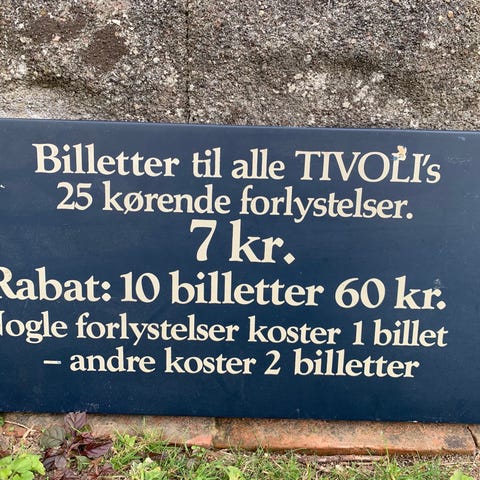 Billetter til alle TIVOLI's
25 kørende forlystelser.
7 kr.
Rabat: 10 billetter 60 kr.
Nogle forlystelser koster 1 billet
– andre koster 2 billetter